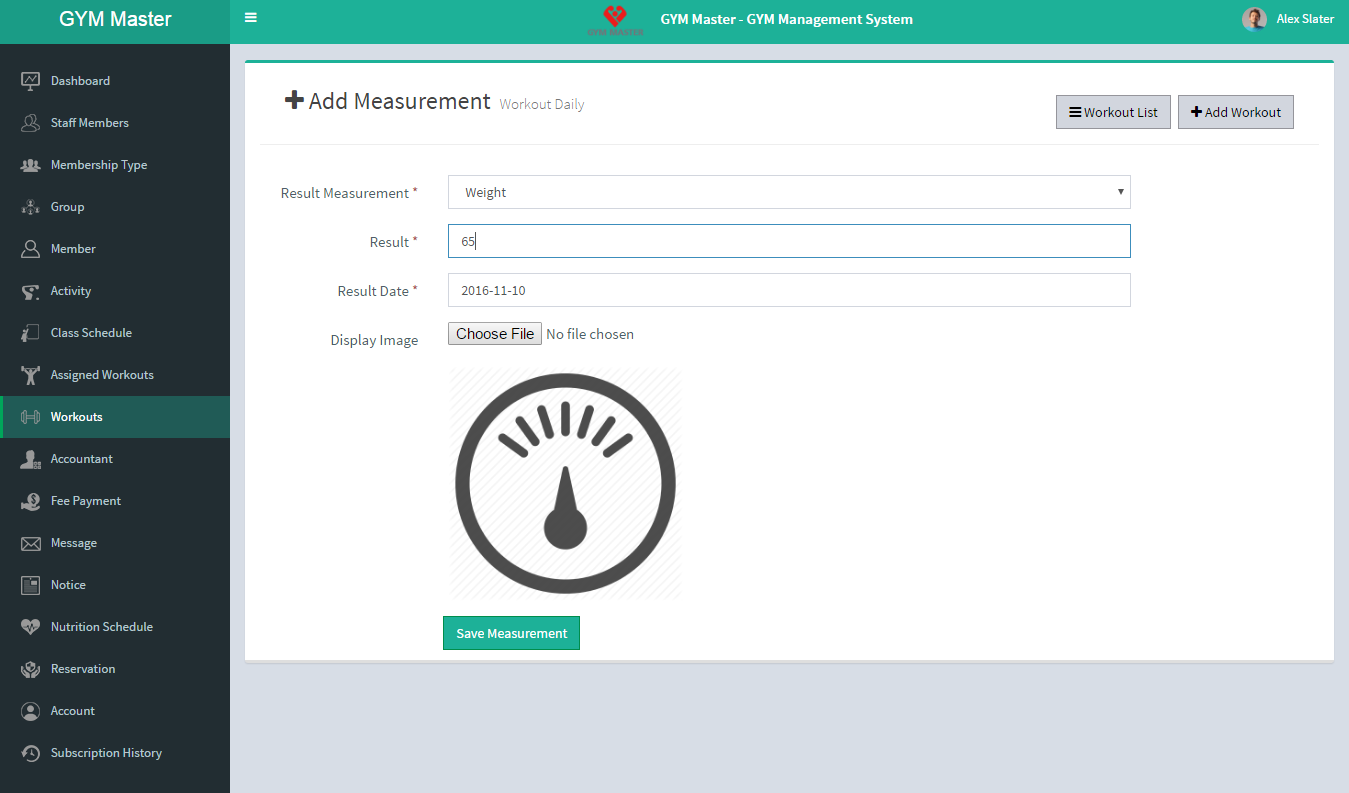 GYM Master
GYM MASTER
GYM Master - GYM Management System
Alex Slater
Dashboard
Staff Members
Membership Type
Group
Member
Activity
Class Schedule
Assigned Workouts
Workouts
Accountant
Fee Payment
Message
Notice
Nutrition Schedule
Reservation
Account
Subscription History
Add Measurement Workout Daily
Workout List
Add Workout
Result Measurement * Weight
Result * 65
Result Date * 2016-11-10
Display Image Choose File No file chosen
Save Measurement